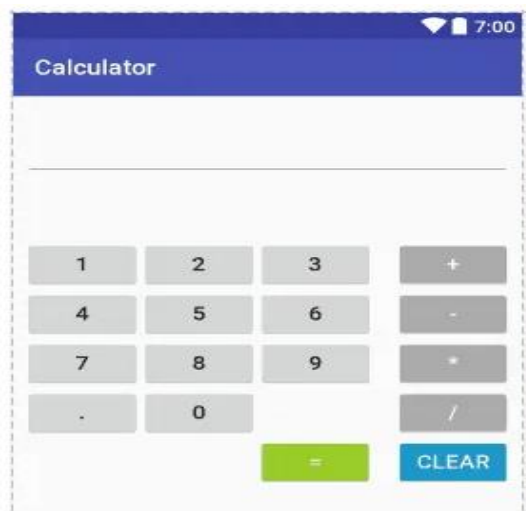 7:00
Calculator
1 2 3 +
4 5 6 -
7 8 9 *
. 0 /
= CLEAR